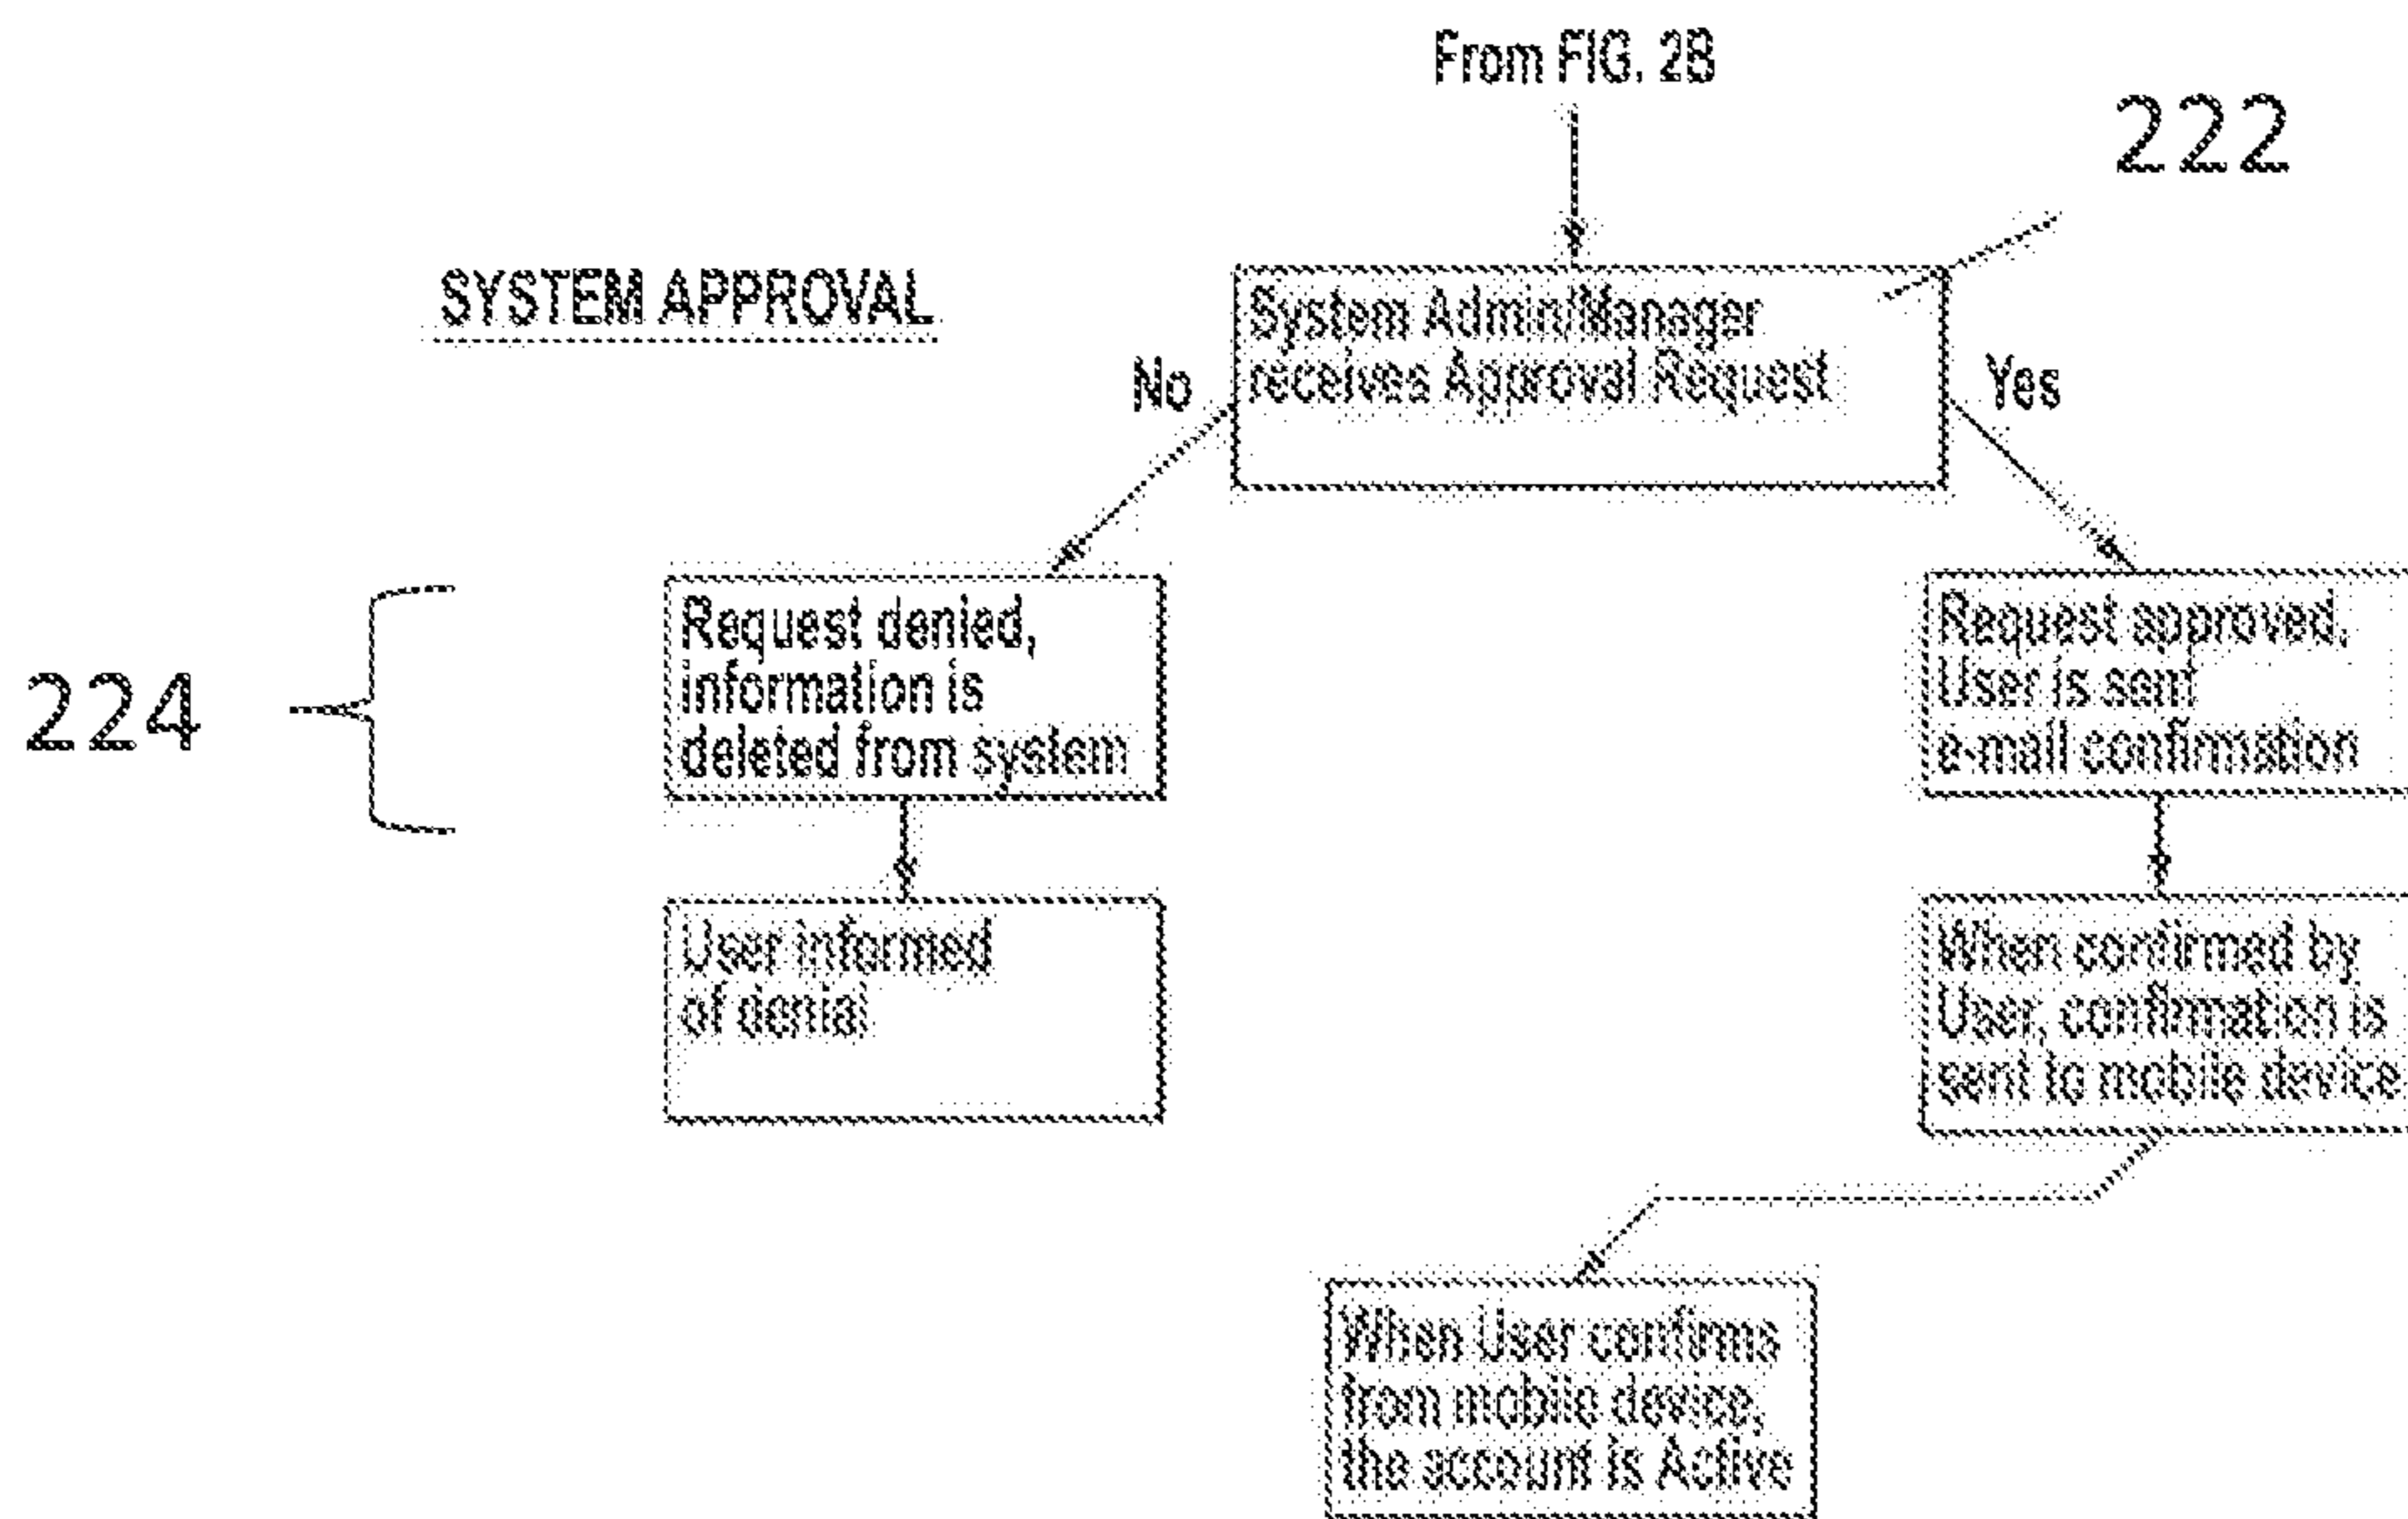 From FIG. 2B
222
SYSTEM APPROVAL
System Admin/Manager
receives Approval Request
No
Yes
224
Request denied,
information is
deleted from system
Request approved,
User is sent
e-mail confirmation
User informed
of denial
When confirmed by
User, confirmation is
sent to mobile device
When User confirms
from mobile device,
the account is Active